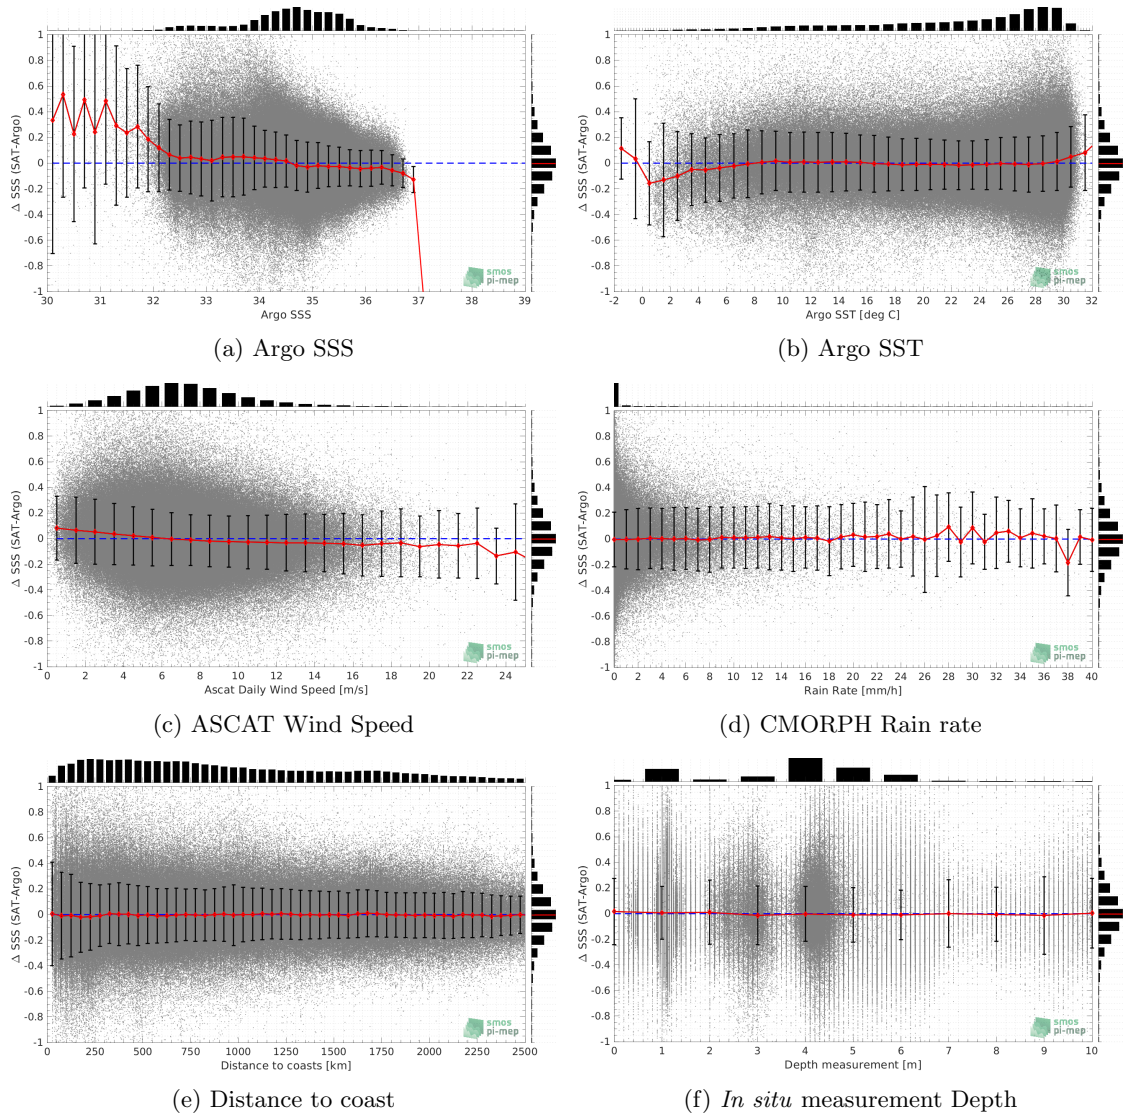 1
0.8
0.6
0.4
0.2
0
-0.2
-0.4
-0.6
-0.8
-1
Δ SSS (SAT-Argo)
30 31 32 33 34 35 36 37 38 39
Argo SSS
smos
pi-mep
(a) Argo SSS
1
0.8
0.6
0.4
0.2
0
-0.2
-0.4
-0.6
-0.8
-1
Δ SSS (SAT-Argo)
-2 0 2 4 6 8 10 12 14 16 18 20 22 24 26 28 30 32
Argo SST [deg C]
smos
pi-mep
(b) Argo SST
1
0.8
0.6
0.4
0.2
0
-0.2
-0.4
-0.6
-0.8
-1
Δ SSS (SAT-Argo)
0 2 4 6 8 10 12 14 16 18 20 22 24
Ascat Daily Wind Speed [m/s]
smos
pi-mep
(c) ASCAT Wind Speed
1
0.8
0.6
0.4
0.2
0
-0.2
-0.4
-0.6
-0.8
-1
Δ SSS (SAT-Argo)
0 2 4 6 8 10 12 14 16 18 20 22 24 26 28 30 32 34 36 38 40
Rain Rate [mm/h]
smos
pi-mep
(d) CMORPH Rain rate
1
0.8
0.6
0.4
0.2
0
-0.2
-0.4
-0.6
-0.8
-1
Δ SSS (SAT-Argo)
0 250 500 750 1000 1250 1500 1750 2000 2250 2500
Distance to coasts [km]
smos
pi-mep
(e) Distance to coast
1
0.8
0.6
0.4
0.2
0
-0.2
-0.4
-0.6
-0.8
-1
Δ SSS (SAT-Argo)
0 1 2 3 4 5 6 7 8 9 10
Depth measurement [m]
smos
pi-mep
(f) In situ measurement Depth